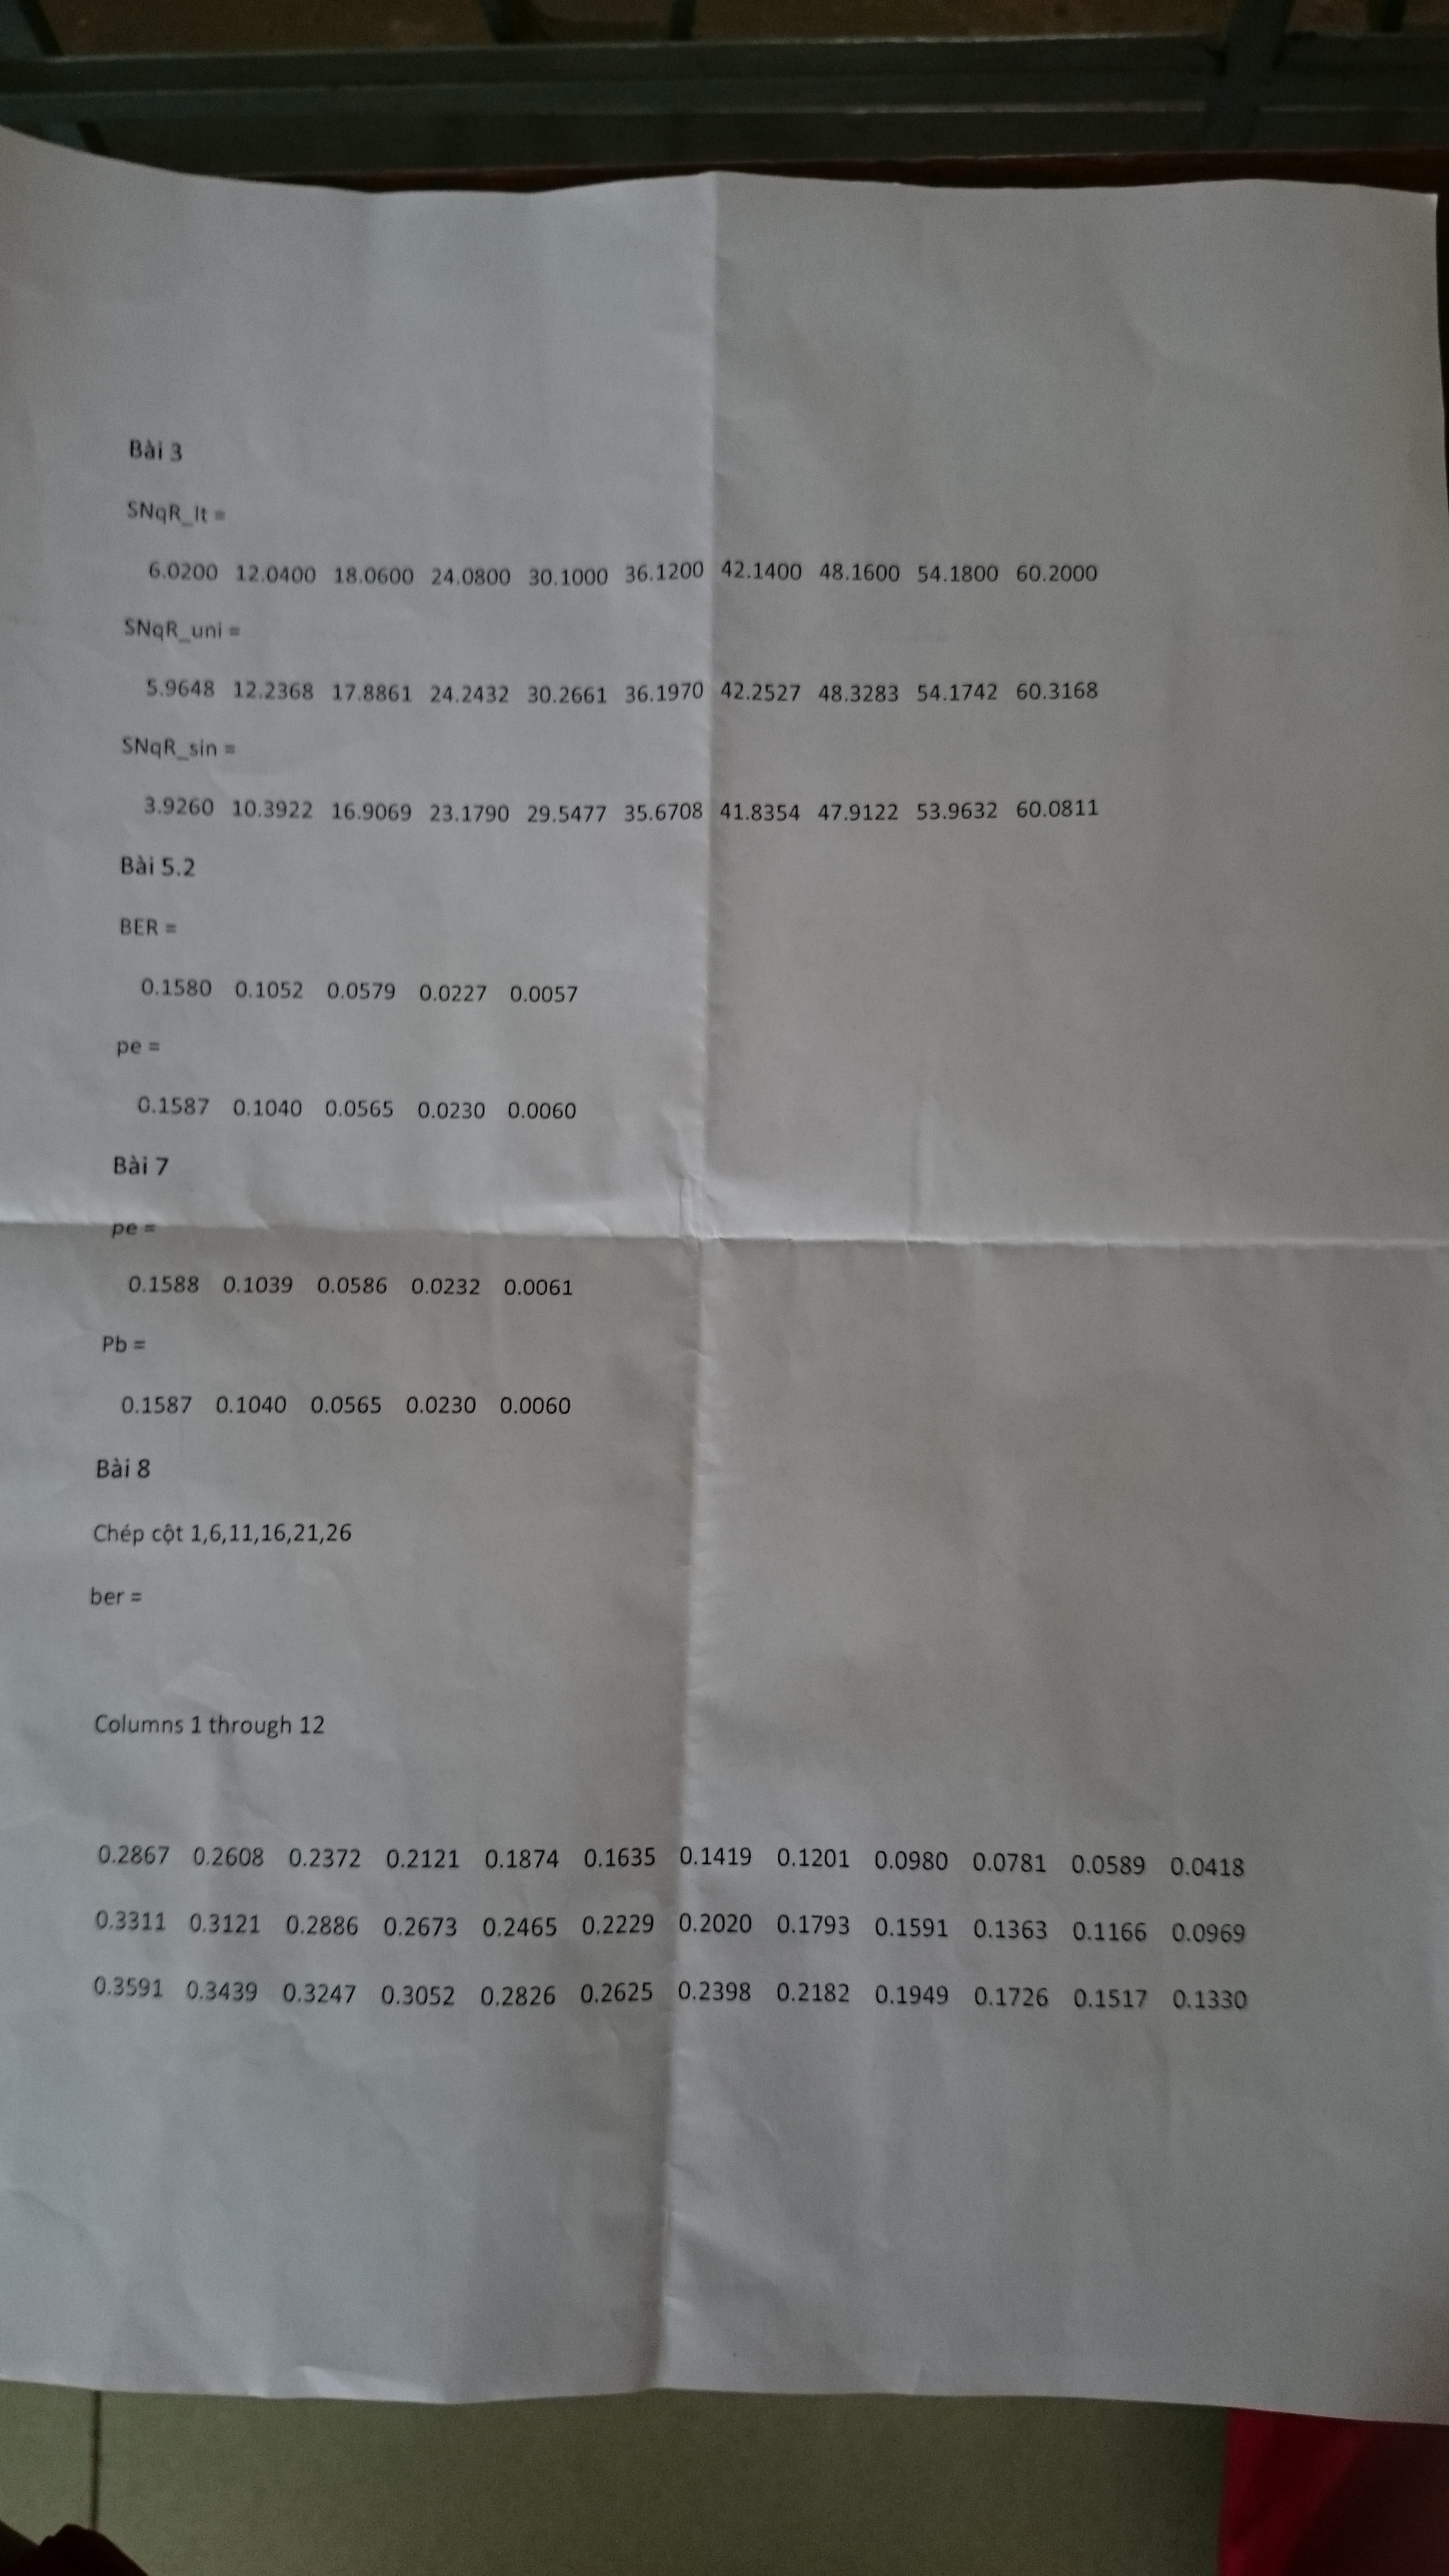 Bài 3
SNqR_lt =
6.0200 12.0400 18.0600 24.0800 30.1000 36.1200 42.1400 48.1600 54.1800 60.2000
SNqR_uni =
5.9648 12.2368 17.8861 24.2432 30.2661 36.1970 42.2527 48.3283 54.1742 60.3168
SNqR_sin =
3.9260 10.3922 16.9069 23.1790 29.5477 35.6708 41.8354 47.9122 53.9632 60.0811
Bài 5.2
BER =
0.1580 0.1052 0.0579 0.0227 0.0057
pe =
0.1587 0.1040 0.0565 0.0230 0.0060
Bài 7
pe =
0.1588 0.1039 0.0586 0.0232 0.0061
Pb =
0.1587 0.1040 0.0565 0.0230 0.0060
Bài 8
Chép cột 1,6,11,16,21,26
ber =
Columns 1 through 12
0.2867 0.2608 0.2372 0.2121 0.1874 0.1635 0.1419 0.1201 0.0980 0.0781 0.0589 0.0418
0.3311 0.3121 0.2886 0.2673 0.2465 0.2229 0.2020 0.1793 0.1591 0.1363 0.1166 0.0969
0.3591 0.3439 0.3247 0.3052 0.2826 0.2625 0.2398 0.2182 0.1949 0.1726 0.1517 0.1330